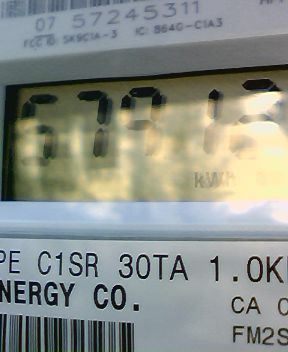 07 57245311
FCC ID: SK9C1A-3 IC: 864G-C1A3
kWh
PE C1SR 30TA 1.0K
NERGY CO.
CA
FM2S